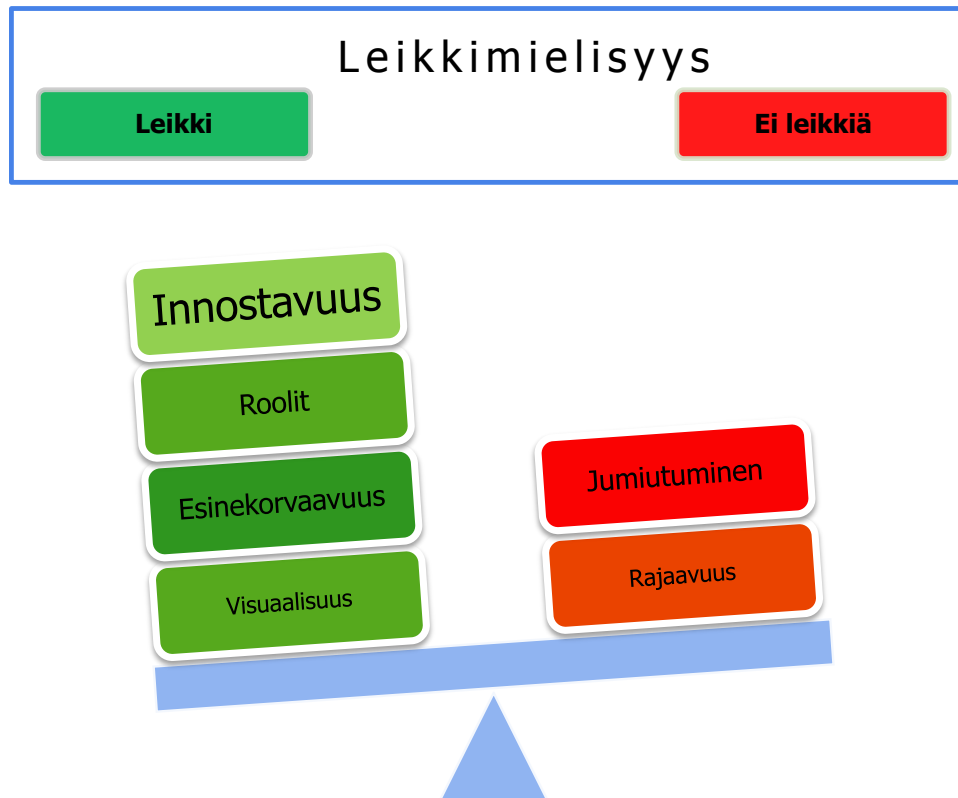 Leikkimielisyys
Leikki
Ei leikkiä
Innostavuus
Roolit
Esinekorvaavuus
Visuaalisuus
Jumiutuminen
Rajaavuus